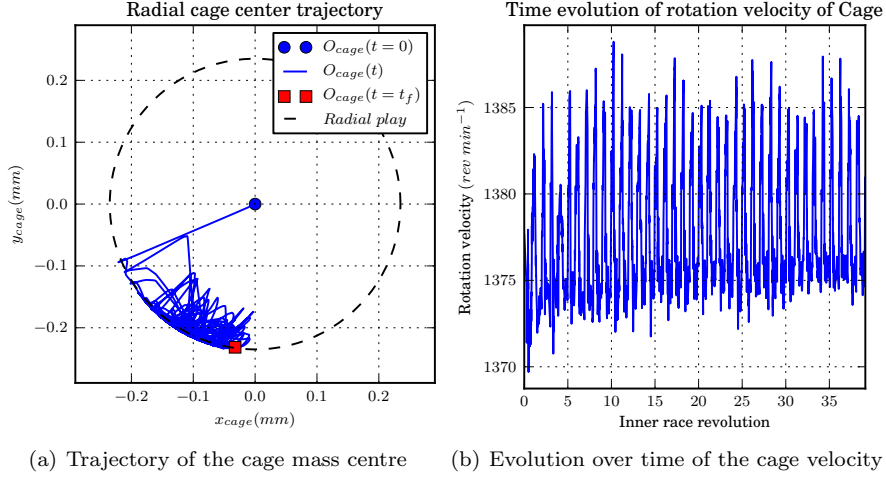 Radial cage center trajectory
O_cage(t=0)
O_cage(t)
O_cage(t=t_f)
Radial play
0.2
0.1
0.0
−0.1
−0.2
y_cage(mm)
−0.2 −0.1 0.0 0.1 0.2
x_cage(mm)
(a) Trajectory of the cage mass centre
Time evolution of rotation velocity of Cage
1385
1380
1375
1370
Rotation velocity (rev min⁻¹)
0 5 10 15 20 25 30 35
Inner race revolution
(b) Evolution over time of the cage velocity